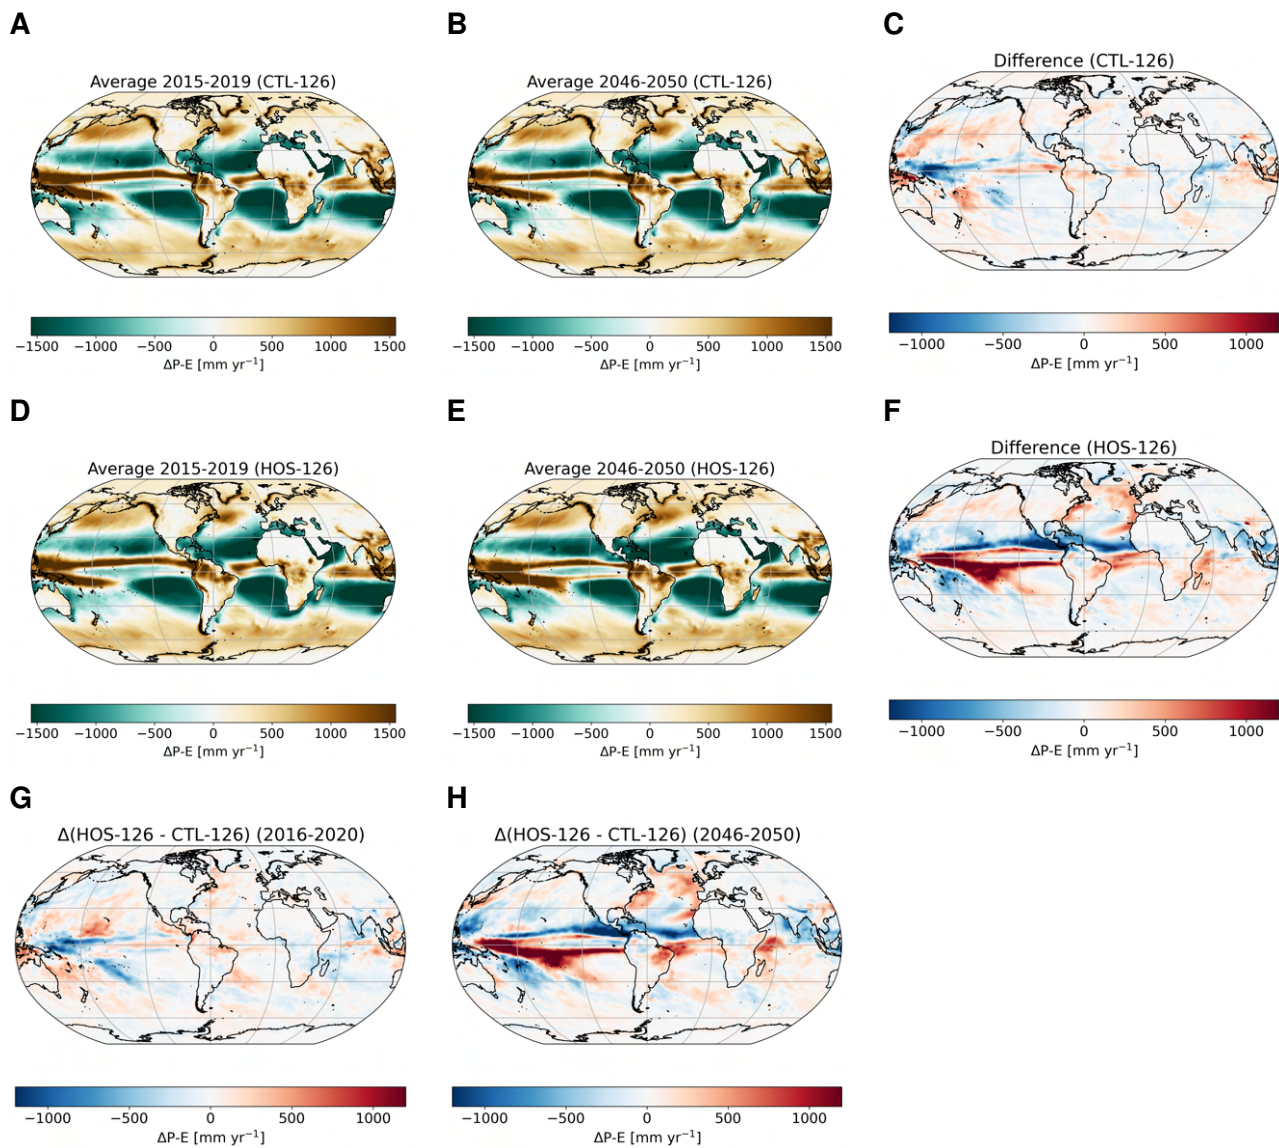 A
B
C
Average 2015-2019 (CTL-126)
Average 2046-2050 (CTL-126)
Difference (CTL-126)
−1500 −1000 −500 0 500 1000 1500
ΔP-E [mm yr⁻¹]
−1500 −1000 −500 0 500 1000 1500
ΔP-E [mm yr⁻¹]
−1000 −500 0 500 1000
ΔP-E [mm yr⁻¹]
D
E
F
Average 2015-2019 (HOS-126)
Average 2046-2050 (HOS-126)
Difference (HOS-126)
−1500 −1000 −500 0 500 1000 1500
ΔP-E [mm yr⁻¹]
−1500 −1000 −500 0 500 1000 1500
ΔP-E [mm yr⁻¹]
−1000 −500 0 500 1000
ΔP-E [mm yr⁻¹]
G
H
Δ(HOS-126 - CTL-126) (2016-2020)
Δ(HOS-126 - CTL-126) (2046-2050)
−1000 −500 0 500 1000
ΔP-E [mm yr⁻¹]
−1000 −500 0 500 1000
ΔP-E [mm yr⁻¹]